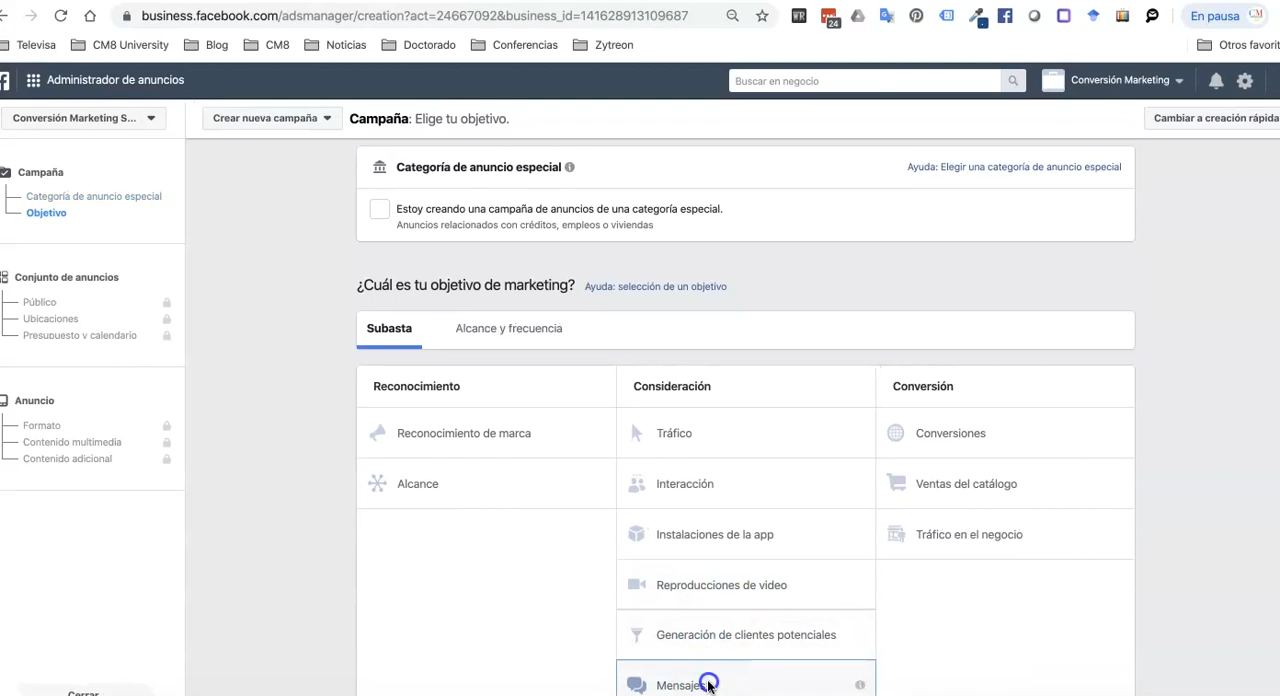 business.facebook.com/adsmanager/creation?act=24667092&business_id=141628913109687
24
En pausa
Televisa
CM8 University
Blog
CM8
Noticias
Doctorado
Conferencias
Zytreon
Otros favorit
Administrador de anuncios
Buscar en negocio
Conversión Marketing
Conversión Marketing S...
Crear nueva campaña
Campaña: Elige tu objetivo.
Cambiar a creación rápida
Campaña
Categoría de anuncio especial
Objetivo
Conjunto de anuncios
Público
Ubicaciones
Presupuesto y calendario
Anuncio
Formato
Contenido multimedia
Contenido adicional
Cerrar
Categoría de anuncio especial
Ayuda: Elegir una categoría de anuncio especial
Estoy creando una campaña de anuncios de una categoría especial.
Anuncios relacionados con créditos, empleos o viviendas
¿Cuál es tu objetivo de marketing?
Ayuda: selección de un objetivo
Subasta
Alcance y frecuencia
Reconocimiento
Consideración
Conversión
Reconocimiento de marca
Tráfico
Conversiones
Alcance
Interacción
Ventas del catálogo
Instalaciones de la app
Tráfico en el negocio
Reproducciones de video
Generación de clientes potenciales
Mensajes